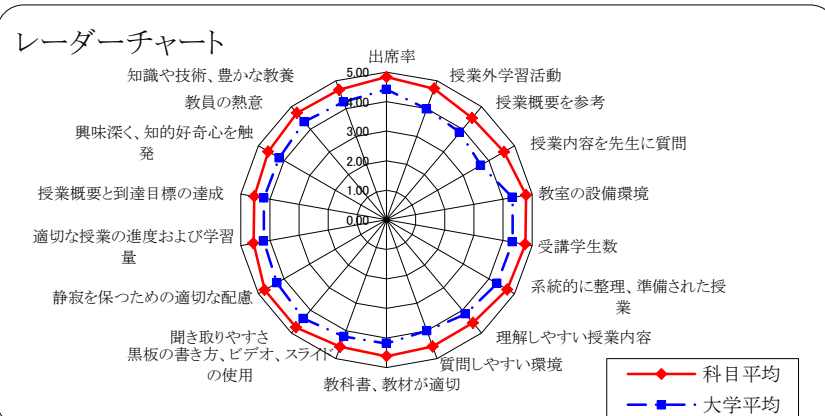 レーダーチャート
出席率
授業外学習活動
授業概要を参考
授業内容を先生に質問
教室の設備環境
受講学生数
系統的に整理、準備された授
業
理解しやすい授業内容
質問しやすい環境
教科書、教材が適切
黒板の書き方、ビデオ、スライド
の使用
聞き取りやすさ
静寂を保つための適切な配慮
適切な授業の進度および学習
量
授業概要と到達目標の達成
興味深く、知的好奇心を触
発
教員の熱意
知識や技術、豊かな教養
5.00
4.00
3.00
2.00
1.00
0.00
科目平均
大学平均